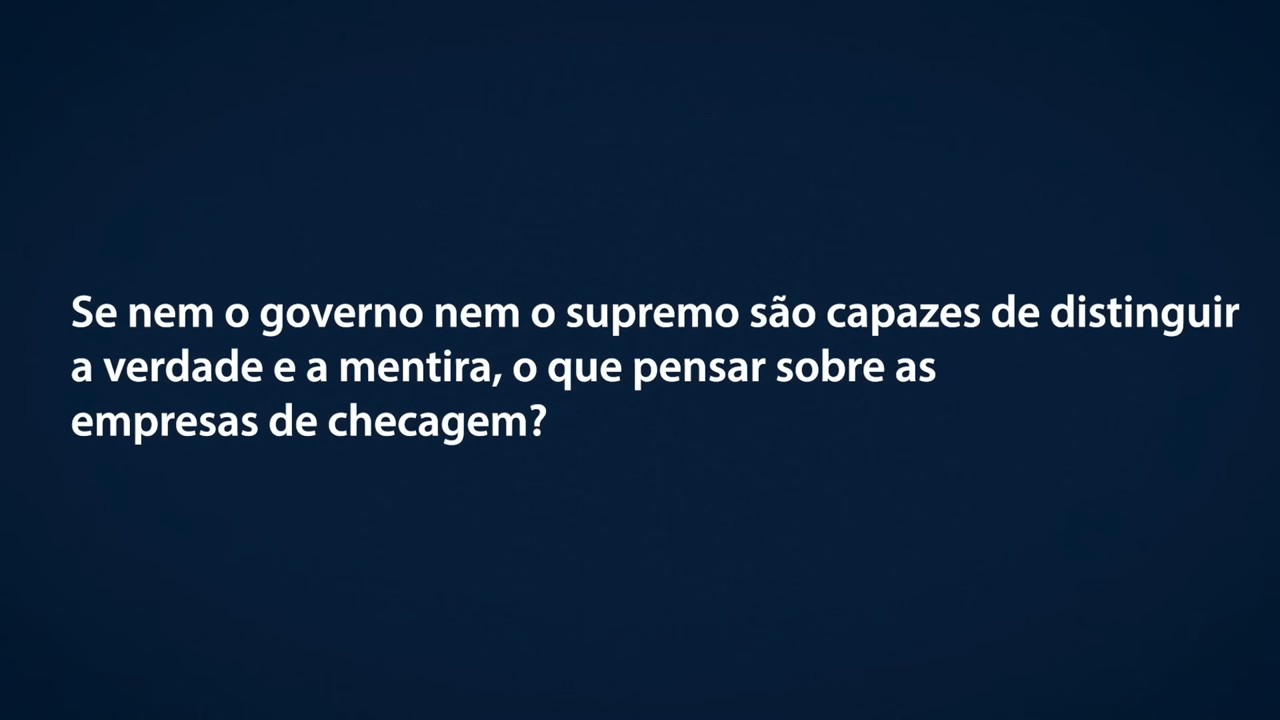 Se nem o governo nem o supremo são capazes de distinguir
a verdade e a mentira, o que pensar sobre as
empresas de checagem?